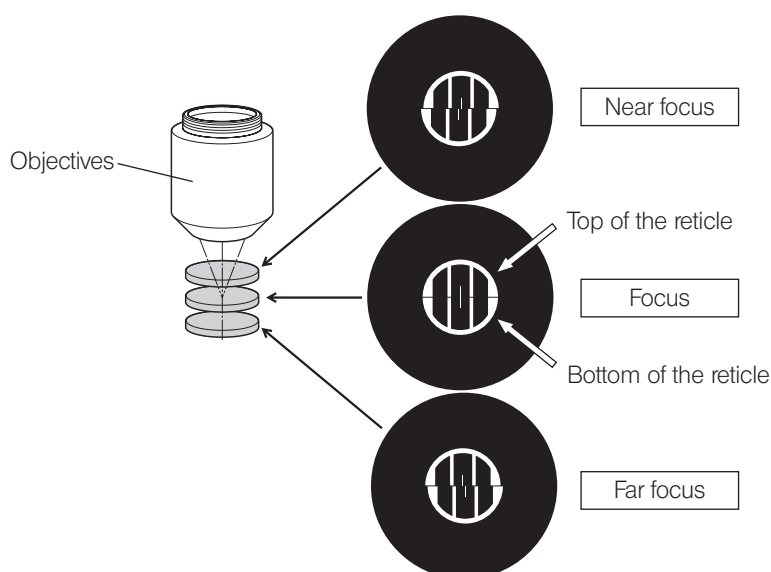 Near focus
Objectives
Top of the reticle
Focus
Bottom of the reticle
Far focus